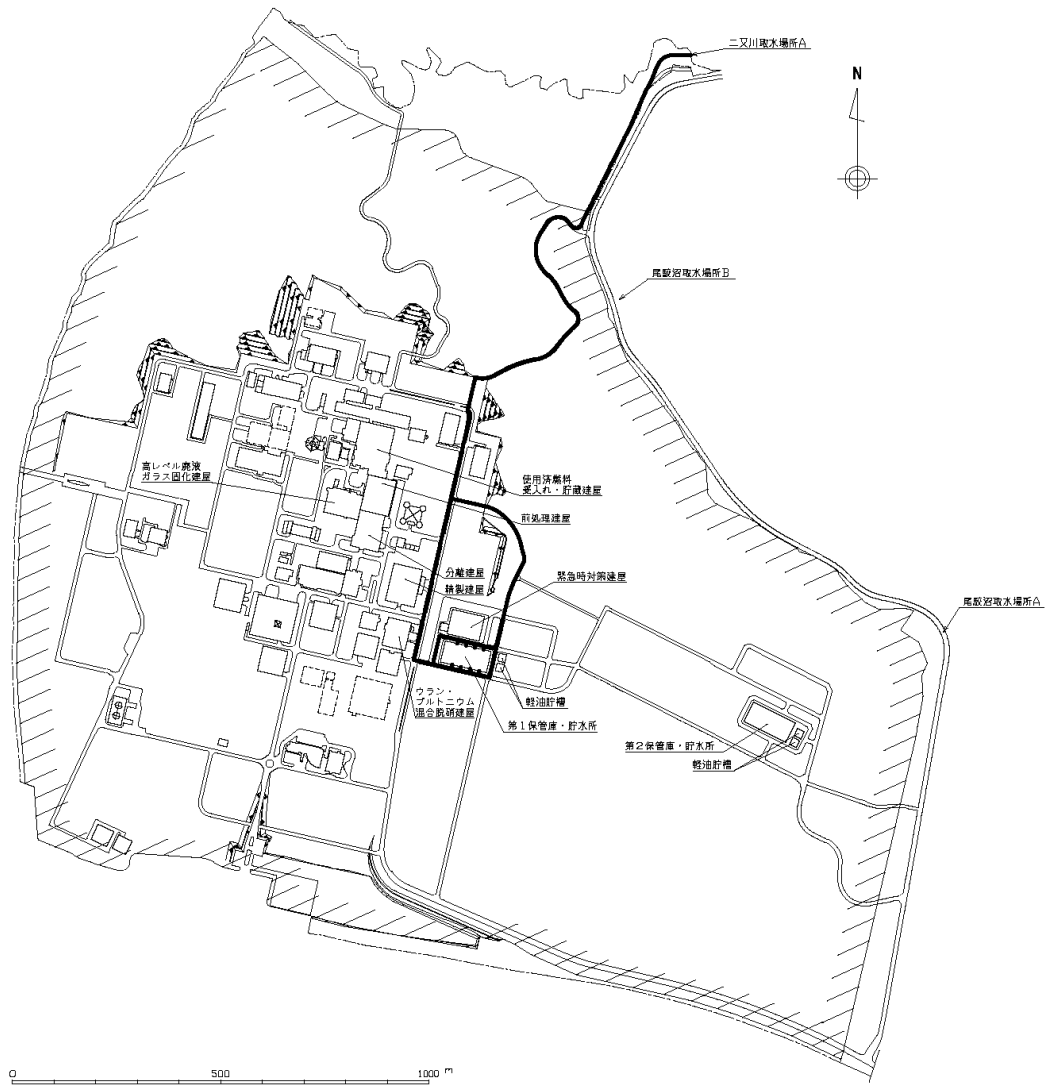 二又川取水場所A
N
尾駮沼取水場所B
高レベル廃液
ガラス固化建屋
使用済燃料
受入れ・貯蔵建屋
前処理建屋
分離建屋
精製建屋
緊急時対策建屋
尾駮沼取水場所A
ウラン・
プルトニウム
混合脱硝建屋
軽油貯槽
第1保管庫・貯水所
第2保管庫・貯水所
軽油貯槽
0 500 1000 m